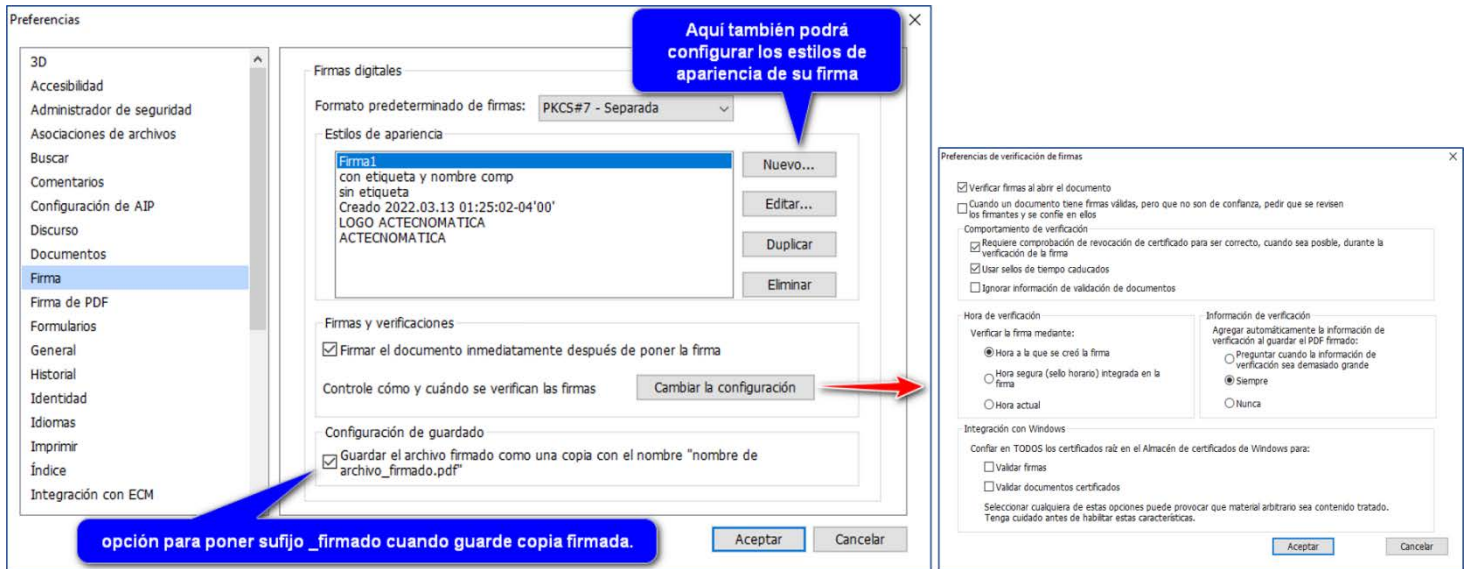 Preferencias
Aquí también podrá
configurar los estilos de
apariencia de su firma
3D
Accesibilidad
Administrador de seguridad
Asociaciones de archivos
Buscar
Comentarios
Configuración de AIP
Discurso
Documentos
Firma
Firma de PDF
Formularios
General
Historial
Identidad
Idiomas
Imprimir
Índice
Integración con ECM
Firmas digitales
Formato predeterminado de firmas: PKCS#7 - Separada
Estilos de apariencia
Firma1
con etiqueta y nombre comp
sin etiqueta
Creado 2022.03.13 01:25:02-04'00'
LOGO ACTECNOMATICA
ACTECNOMATICA
Nuevo...
Editar...
Duplicar
Eliminar
Firmas y verificaciones
Firmar el documento inmediatamente después de poner la firma
Controle cómo y cuándo se verifican las firmas Cambiar la configuración
Configuración de guardado
Guardar el archivo firmado como una copia con el nombre "nombre de
archivo_firmado.pdf"
opción para poner sufijo _firmado cuando guarde copia firmada.
Aceptar Cancelar
Preferencias de verificación de firmas
Verificar firmas al abrir el documento
Cuando un documento tiene firmas válidas, pero que no son de confianza, pedir que se revisen
los firmantes y se confíe en ellos
Comportamiento de verificación
Requiere comprobación de revocación de certificado para ser correcto, cuando sea posible, durante la
verificación de la firma
Usar sellos de tiempo caducados
Ignorar información de validación de documentos
Hora de verificación
Verificar la firma mediante:
Hora a la que se creó la firma
Hora segura (sello horario) integrada en la
firma
Hora actual
Información de verificación
Agregar automáticamente la información de
verificación al guardar el PDF firmado:
Preguntar cuando la información de
verificación sea demasiado grande
Siempre
Nunca
Integración con Windows
Confiar en TODOS los certificados raíz en el Almacén de certificados de Windows para:
Validar firmas
Validar documentos certificados
Seleccionar cualquiera de estas opciones puede provocar que material arbitrario sea contenido tratado.
Tenga cuidado antes de habilitar estas características.
Aceptar Cancelar